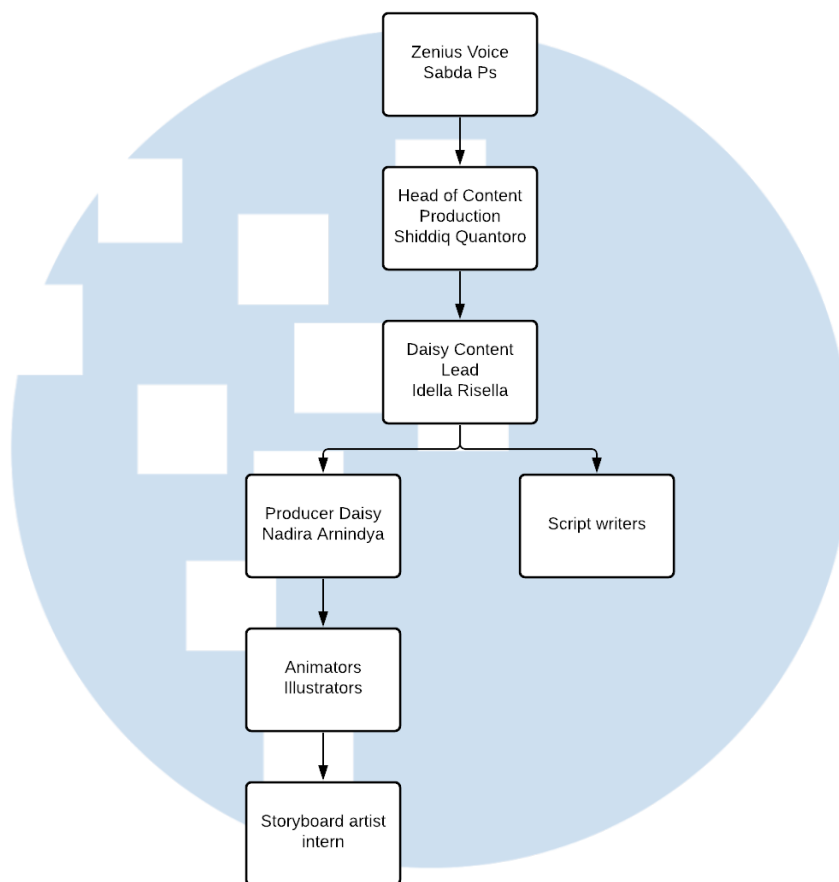 Zenius Voice
Sabda Ps
Head of Content
Production
Shiddiq Quantoro
Daisy Content
Lead
Idella Risella
Producer Daisy
Nadira Arnindya
Script writers
Animators
Illustrators
Storyboard artist
intern